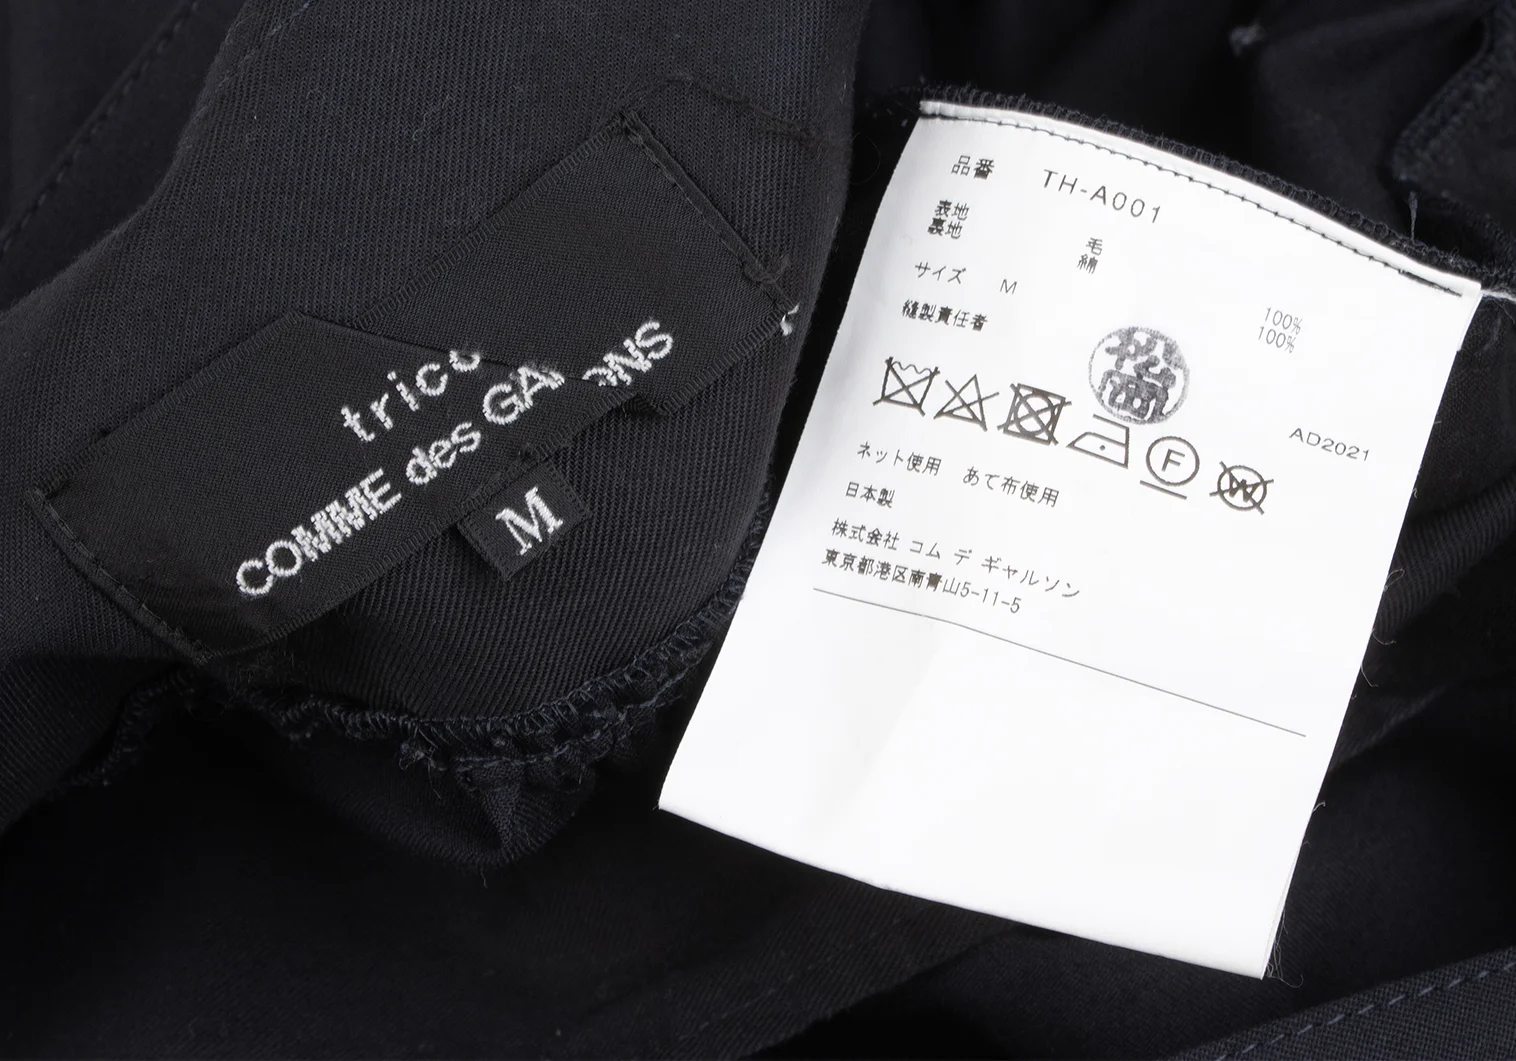 trico
COMME des GA
ONS
M
品番 TH-A001
表地 毛 100%
裏地 綿 100%
サイズ M
縫製責任者
AD2021
F
W
ネット使用 あて布使用
日本製
株式会社 コム デ ギャルソン
東京都港区南青山5-11-5